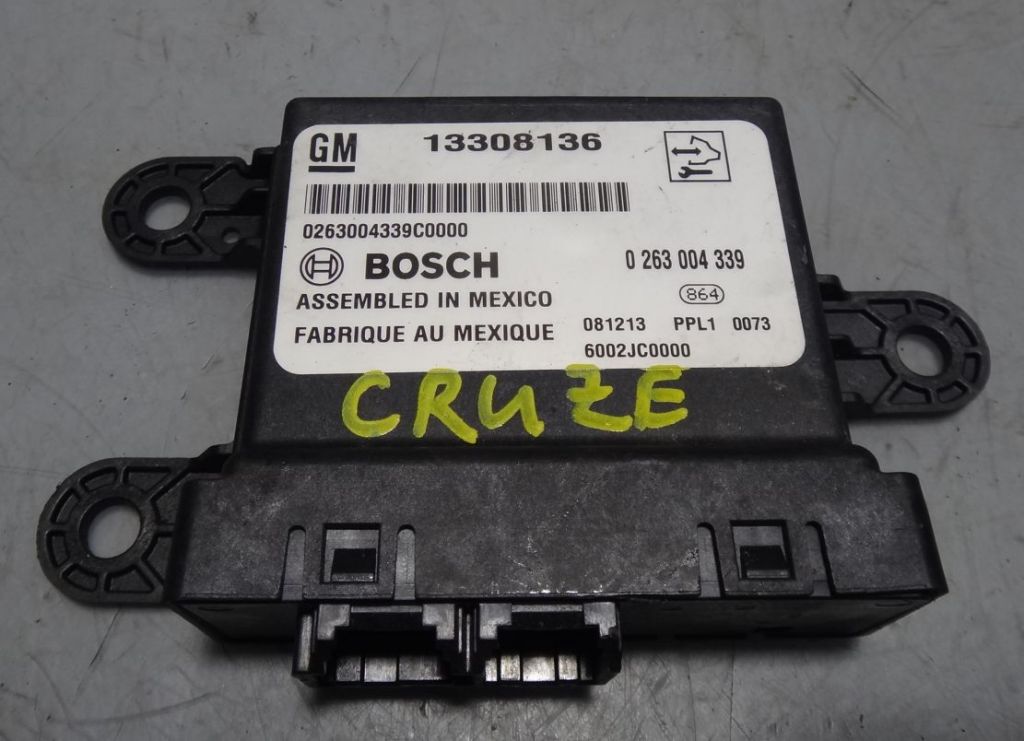 GM 13308136
0263004339C0000
BOSCH 0 263 004 339
ASSEMBLED IN MEXICO 864
FABRIQUE AU MEXIQUE 081213 PPL1 0073
6002JC0000
CRUZE